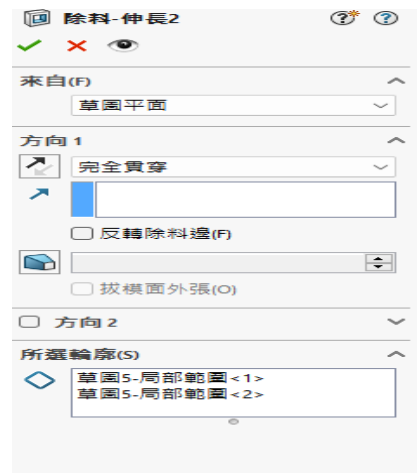 除料-伸長2
來自(F)
草圖平面
方向 1
完全貫穿
反轉除料邊(F)
拔模面外張(O)
方向 2
所選輪廓(S)
草圖5-局部範圍<1>
草圖5-局部範圍<2>